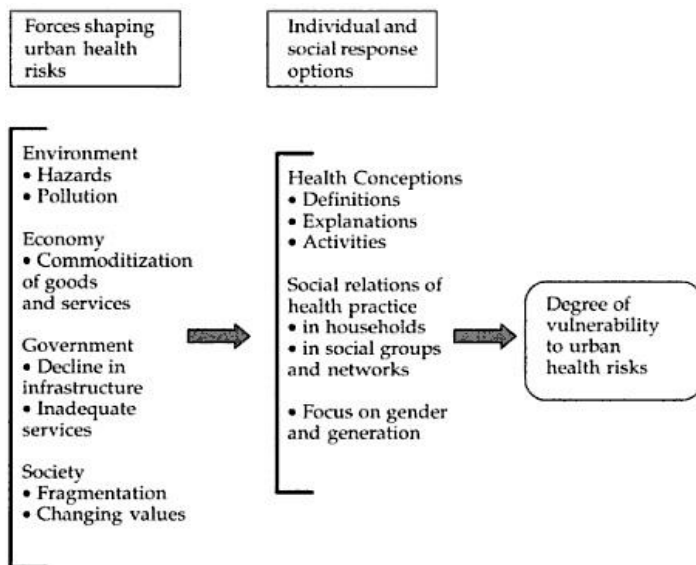 Forces shaping
urban health
risks
Individual and
social response
options
Environment
• Hazards
• Pollution
Economy
• Commoditization
of goods
and services
Government
• Decline in
infrastructure
• Inadequate
services
Society
• Fragmentation
• Changing values
Health Conceptions
• Definitions
• Explanations
• Activities
Social relations of
health practice
• in households
• in social groups
and networks
• Focus on gender
and generation
Degree of
vulnerability
to urban
health risks